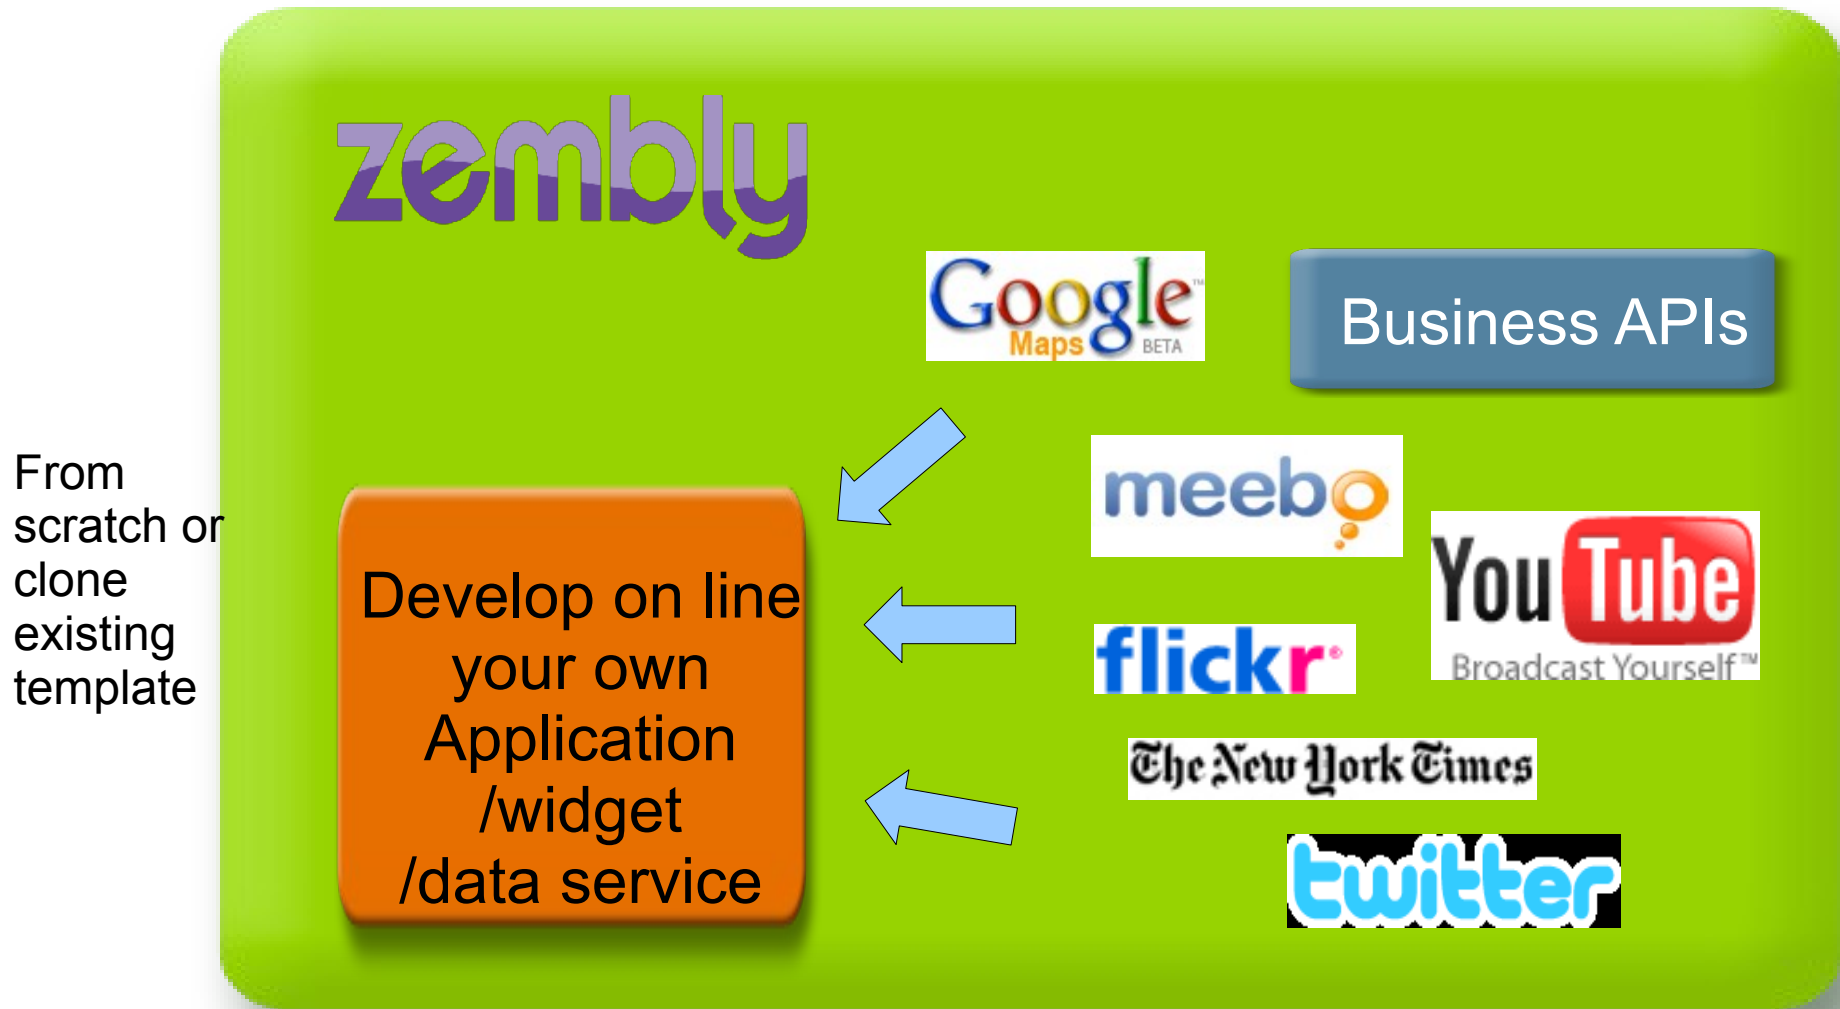 zembly
Google™
Maps BETA
Business APIs
From
scratch or
clone
existing
template
meebo
You Tube
Broadcast Yourself™
flickr®
The New York Times
twitter
Develop on line
your own
Application
/widget
/data service